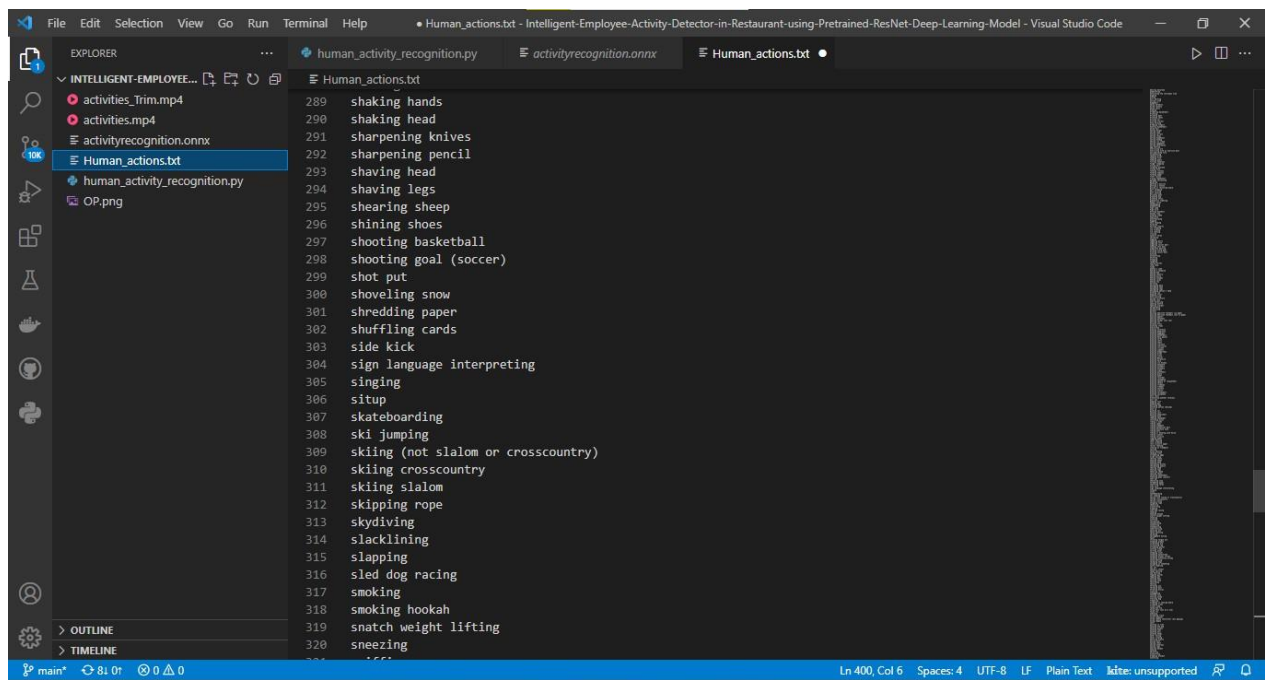 File Edit Selection View Go Run Terminal Help
● Human_actions.txt - Intelligent-Employee-Activity-Detector-in-Restaurant-using-Pretrained-ResNet-Deep-Learning-Model - Visual Studio Code
EXPLORER
INTELLIGENT-EMPLOYEE...
activities_Trim.mp4
activities.mp4
activityrecognition.onnx
Human_actions.txt
human_activity_recognition.py
OP.png
OUTLINE
TIMELINE
1
10K
human_activity_recognition.py activityrecognition.onnx Human_actions.txt ●
Human_actions.txt
289 shaking hands
290 shaking head
291 sharpening knives
292 sharpening pencil
293 shaving head
294 shaving legs
295 shearing sheep
296 shining shoes
297 shooting basketball
298 shooting goal (soccer)
299 shot put
300 shoveling snow
301 shredding paper
302 shuffling cards
303 side kick
304 sign language interpreting
305 singing
306 situp
307 skateboarding
308 ski jumping
309 skiing (not slalom or crosscountry)
310 skiing crosscountry
311 skiing slalom
312 skipping rope
313 skydiving
314 slacklining
315 slapping
316 sled dog racing
317 smoking
318 smoking hookah
319 snatch weight lifting
320 sneezing
main* 8↓ 0↑ 0 0 Ln 400, Col 6 Spaces: 4 UTF-8 LF Plain Text kite: unsupported